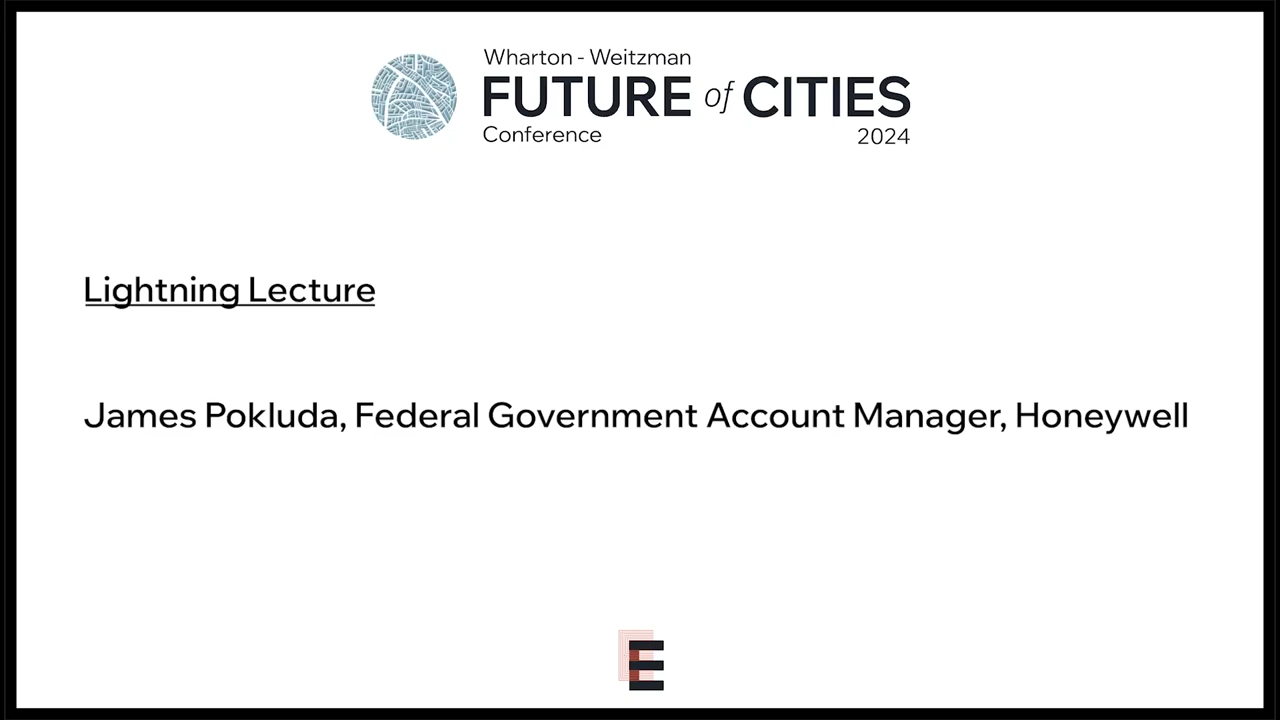 Wharton - Weitzman
FUTURE of CITIES
Conference
2024
Lightning Lecture
James Pokluda, Federal Government Account Manager, Honeywell
E